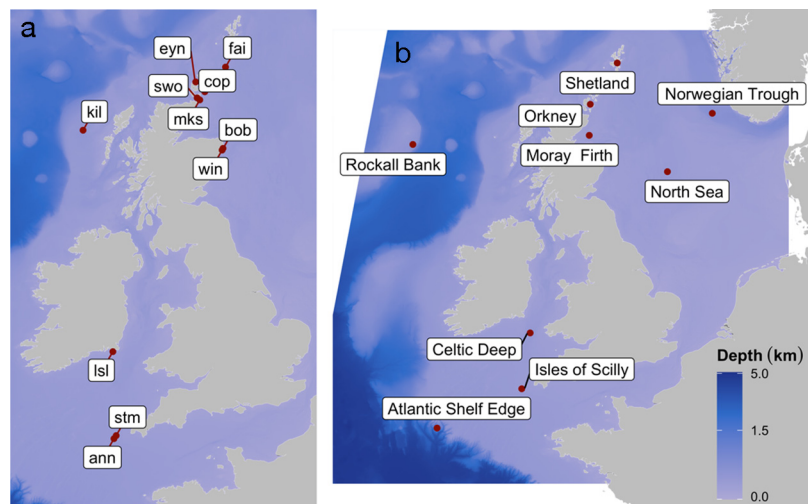 a
eyn
fai
swo
cop
kil
mks
bob
win
lsl
stm
ann
b
Shetland
Norwegian Trough
Orkney
Moray Firth
Rockall Bank
North Sea
Celtic Deep
Isles of Scilly
Atlantic Shelf Edge
Depth (km)
5.0
1.5
0.0